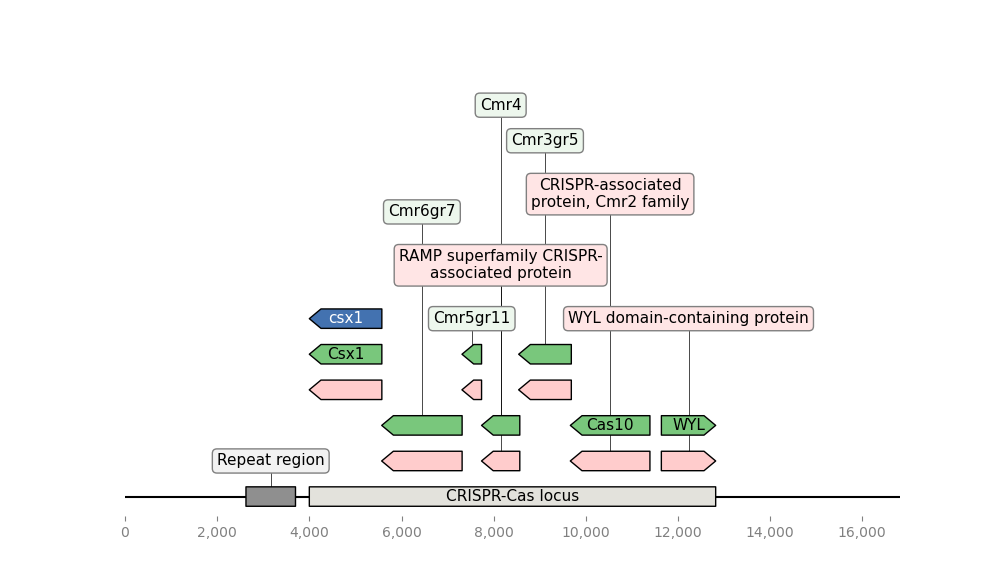 Cmr4
Cmr3gr5
CRISPR-associated
protein, Cmr2 family
Cmr6gr7
RAMP superfamily CRISPR-
associated protein
csx1
Cmr5gr11
WYL domain-containing protein
Csx1
Cas10
WYL
Repeat region
CRISPR-Cas locus
0
2,000
4,000
6,000
8,000
10,000
12,000
14,000
16,000